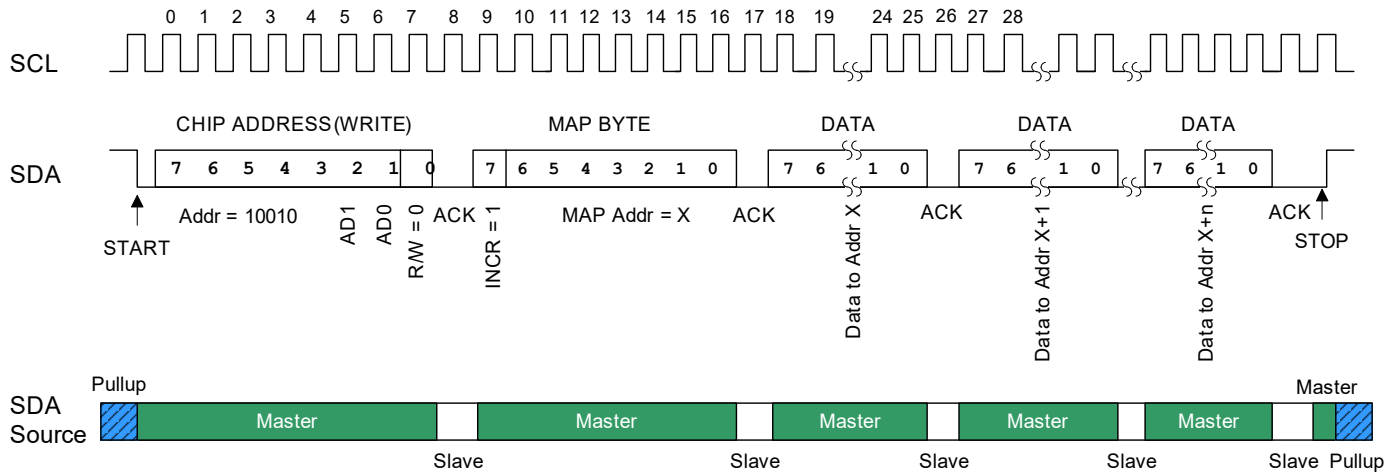 0 1 2 3 4 5 6 7 8 9 10 11 12 13 14 15 16 17 18 19 24 25 26 27 28
SCL
CHIP ADDRESS (WRITE) MAP BYTE DATA DATA DATA
SDA 7 6 5 4 3 2 1 0 7 6 5 4 3 2 1 0 7 6 1 0 7 6 1 0 7 6 1 0
START
Addr = 10010
AD1
AD0
R/W = 0
ACK
INCR = 1
MAP Addr = X
ACK
Data to Addr X
ACK
Data to Addr X+1
Data to Addr X+n
ACK
STOP
Pullup Master
SDA
Source
Master Master Master Master Master
Slave Slave Slave Slave Slave Pullup